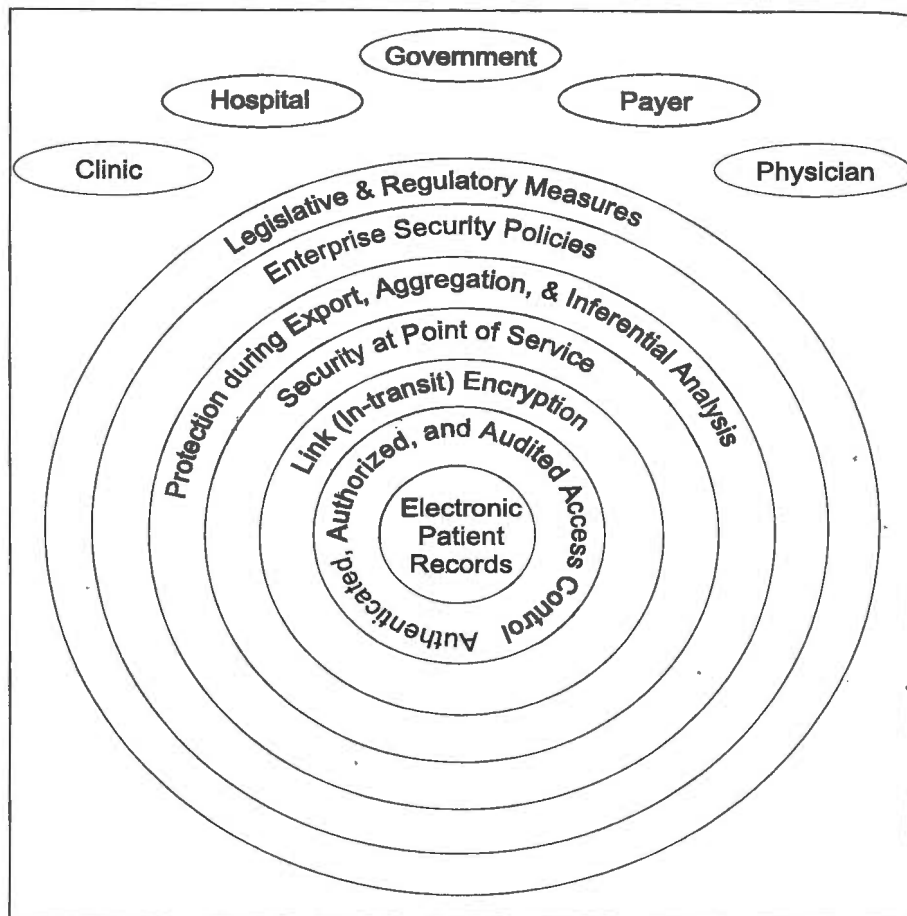 Government
Hospital
Payer
Clinic
Physician
Legislative & Regulatory Measures
Enterprise Security Policies
Protection during Export, Aggregation, & Inferential Analysis
Security at Point of Service
Link (In-transit) Encryption
Authenticated, Authorized, and Audited Access Control
Electronic
Patient
Records